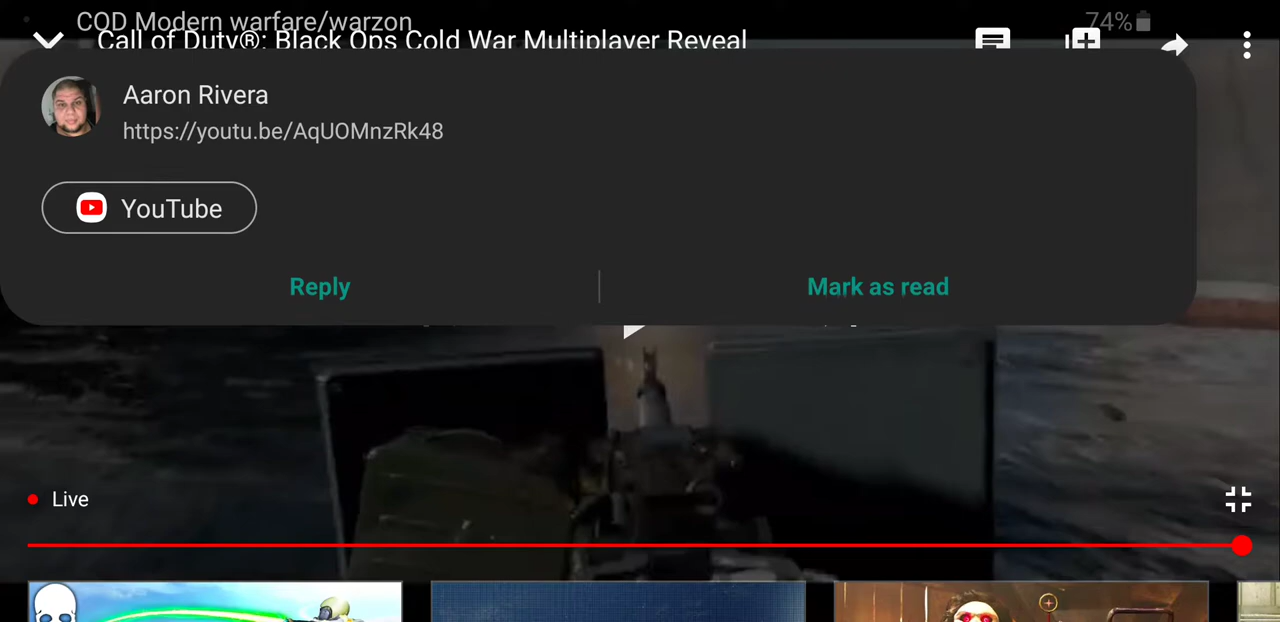 COD Modern warfare/warzon
74%
Call of Duty®: Black Ops Cold War Multiplayer Reveal
Aaron Rivera
https://youtu.be/AqUOMnzRk48
YouTube
Reply
Mark as read
Live